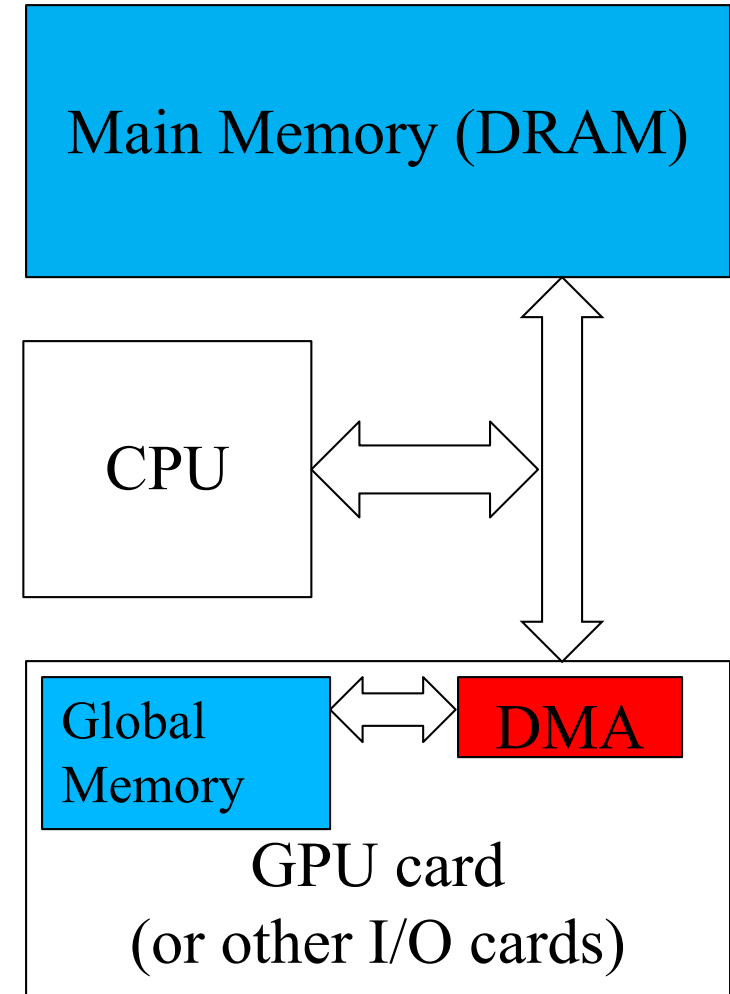 Main Memory (DRAM)
CPU
Global
Memory
DMA
GPU card
(or other I/O cards)